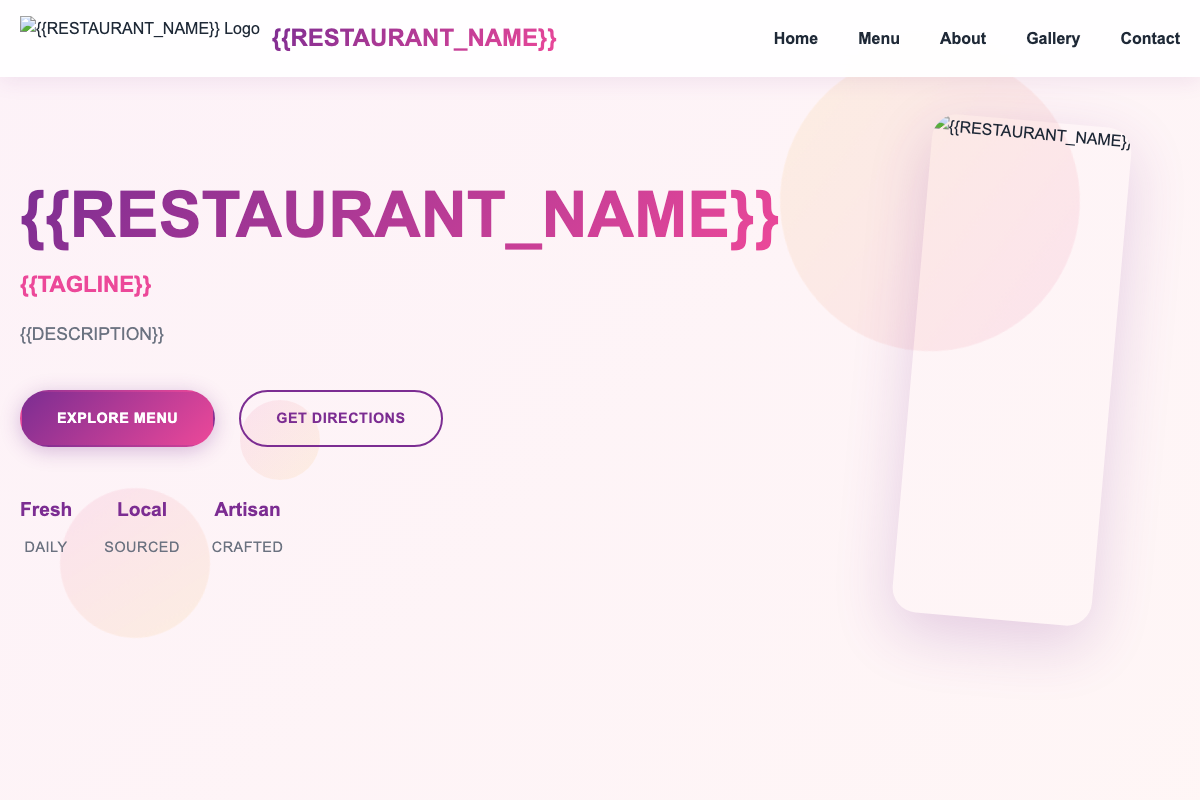 {{RESTAURANT_NAME}} Logo
{{RESTAURANT_NAME}}
Home
Menu
About
Gallery
Contact
{{RESTAURANT_NAME}}
{{RESTAURANT_NAME}}
{{TAGLINE}}
{{DESCRIPTION}}
EXPLORE MENU
GET DIRECTIONS
Fresh
Local
Artisan
DAILY
SOURCED
CRAFTED